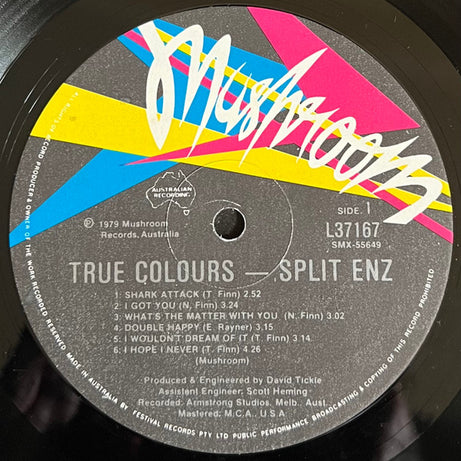 Mushroom
AUSTRALIAN
RECORDING
SIDE. 1
L37167
SMX-55649
℗ 1979 Mushroom
Records. Australia
TRUE COLOURS — SPLIT ENZ
1: SHARK ATTACK (T. Finn) 2.52
2: I GOT YOU (N. Finn) 3.24
3: WHAT'S THE MATTER WITH YOU (N. Finn) 3.02
4: DOUBLE HAPPY (E. Rayner) 3.15
5: I WOULDN'T DREAM OF IT (T. Finn) 3.14
6: I HOPE I NEVER (T. Finn) 4.26
(Mushroom)
Produced & Engineered by David Tickle
Assistent Engineer: Scott Heming
Recorded: Armstrong Studios. Melb. Aust.
Mastered: M.C.A., U.S.A
ALL RIGHTS OF RECORD PRODUCER & OWNER OF THE WORK RECORDED RESERVED. MADE IN AUSTRALIA BY FESTIVAL RECORDS PTY LTD PUBLIC PERFORMANCE BROADCASTING & COPYING OF THIS RECORD PROHIBITED